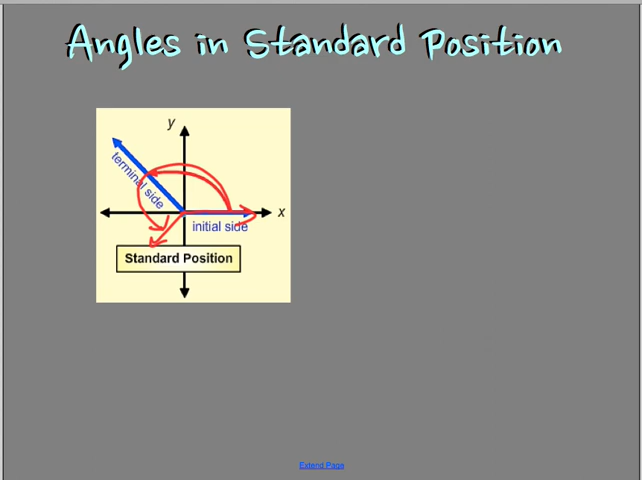 Angles in Standard Position
y
terminal side
x
initial side
Standard Position
Extend Page